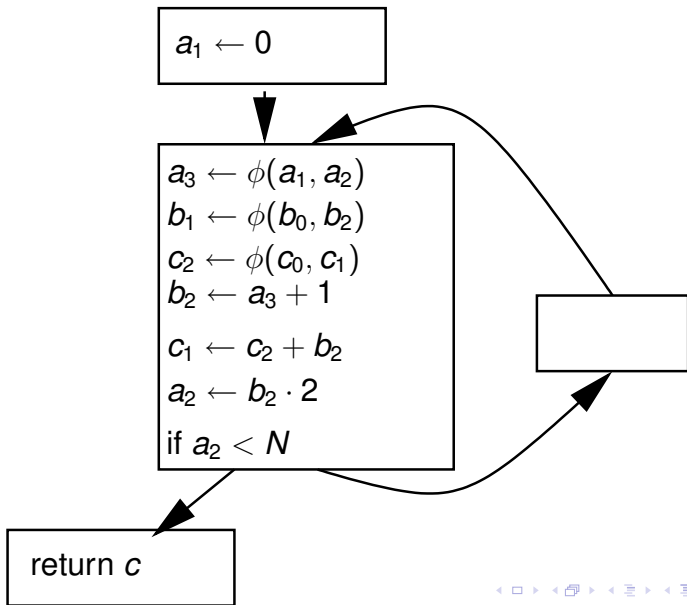 a₁ ← 0
a₃ ← ϕ(a₁, a₂)
b₁ ← ϕ(b₀, b₂)
c₂ ← ϕ(c₀, c₁)
b₂ ← a₃ + 1
c₁ ← c₂ + b₂
a₂ ← b₂ · 2
if a₂ < N
return c